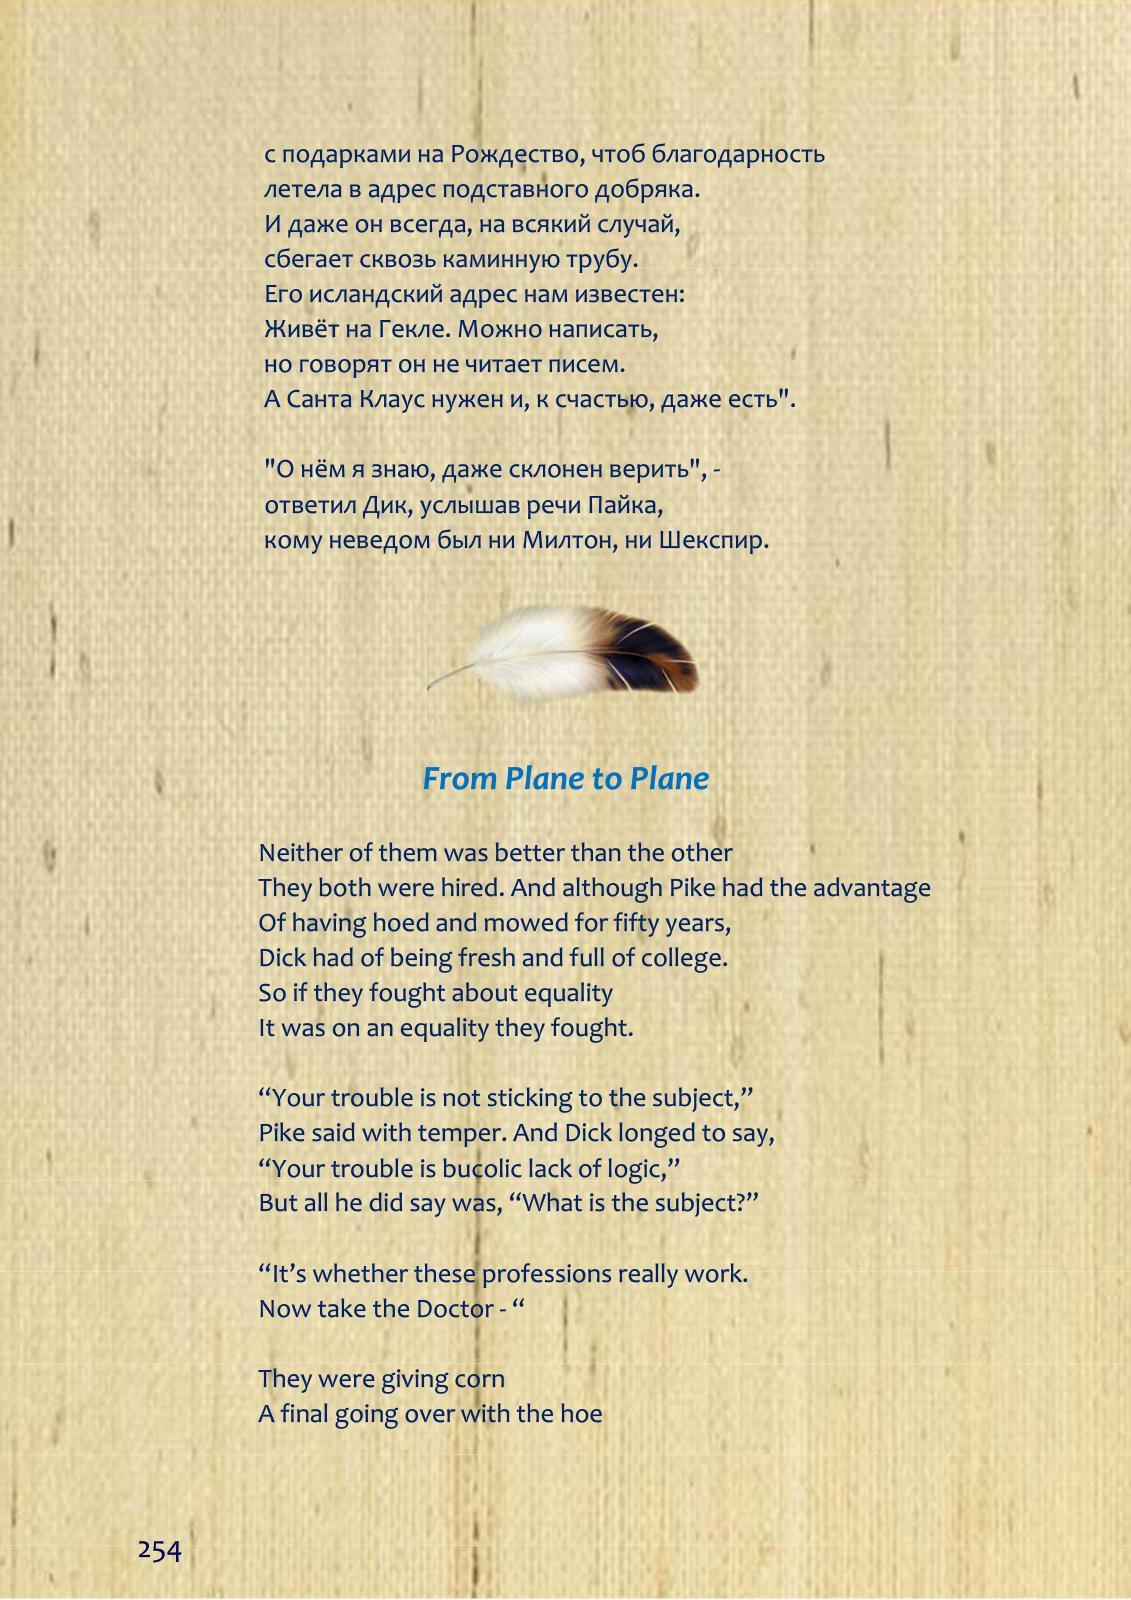 с подарками на Рождество, чтоб благодарность
летела в адрес подставного добряка.
И даже он всегда, на всякий случай,
сбегает сквозь каминную трубу.
Его исландский адрес нам известен:
Живёт на Гекле. Можно написать,
но говорят он не читает писем.
А Санта Клаус нужен и, к счастью, даже есть".

"О нём я знаю, даже склонен верить", -
ответил Дик, услышав речи Пайка,
кому неведом был ни Милтон, ни Шекспир.

From Plane to Plane

Neither of them was better than the other
They both were hired. And although Pike had the advantage
Of having hoed and mowed for fifty years,
Dick had of being fresh and full of college.
So if they fought about equality
It was on an equality they fought.

“Your trouble is not sticking to the subject,”
Pike said with temper. And Dick longed to say,
“Your trouble is bucolic lack of logic,”
But all he did say was, “What is the subject?”

“It’s whether these professions really work.
Now take the Doctor - “

They were giving corn
A final going over with the hoe

254